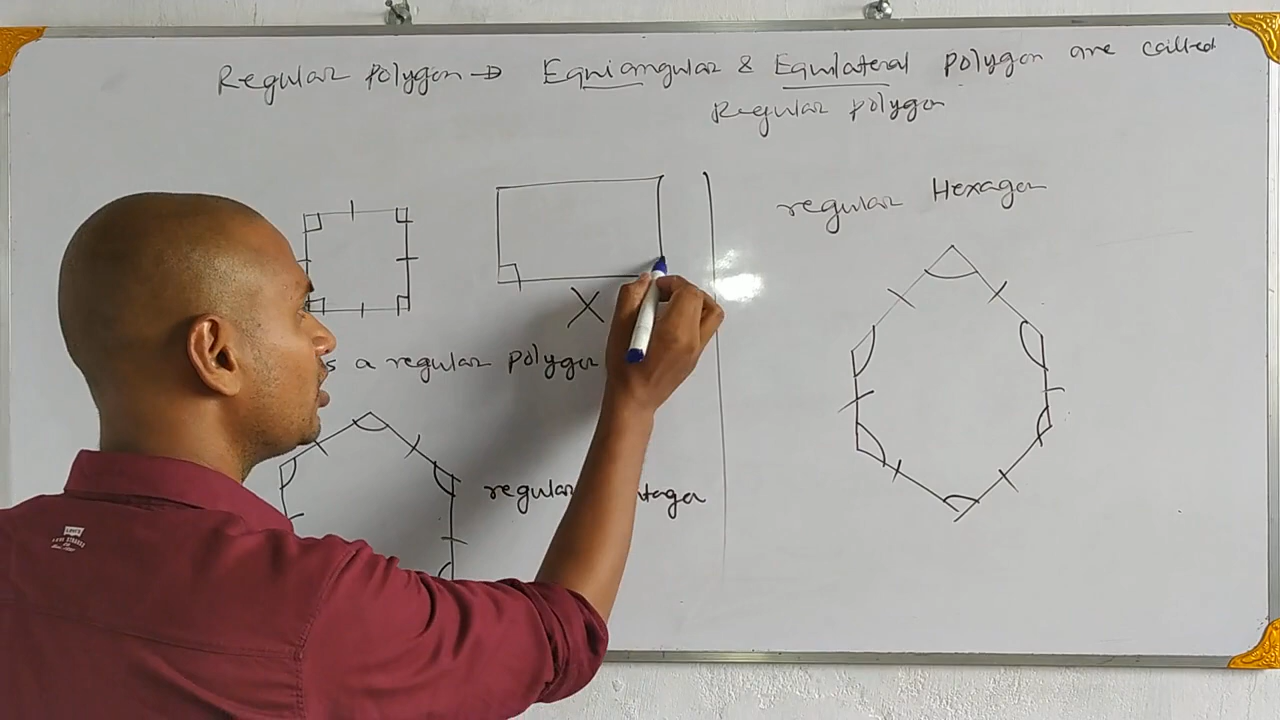 Regular Polygon → Equiangular & Equilateral Polygon are called
Regular Polygon
regular Hexagon
X
s a regular Polygon
regular